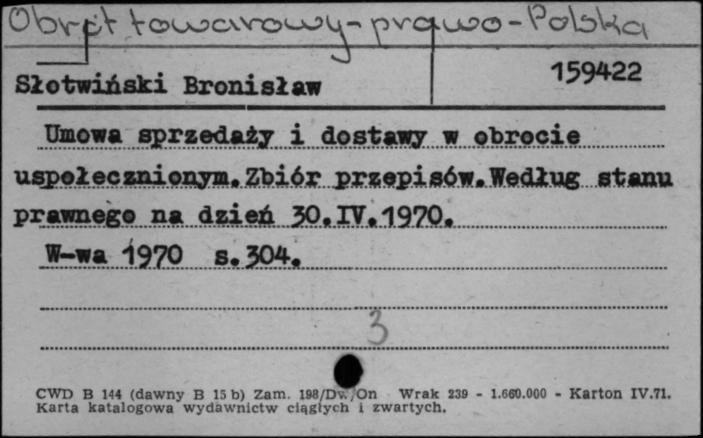 Obrót towarowy - prawo - Polska
159422
Słotwiński Bronisław
Umowa sprzedaży i dostawy w obrocie
uspołecznionym.Zbiór przepisów.Według stanu
prawnego na dzień 30.IV.1970.
W-wa 1970 s.304.
3
CWD B 144 (dawny B 15 b) Zam. 198/Dw./On Wrak 239 - 1.660.000 - Karton IV.71.
Karta katalogowa wydawnictw ciągłych i zwartych.